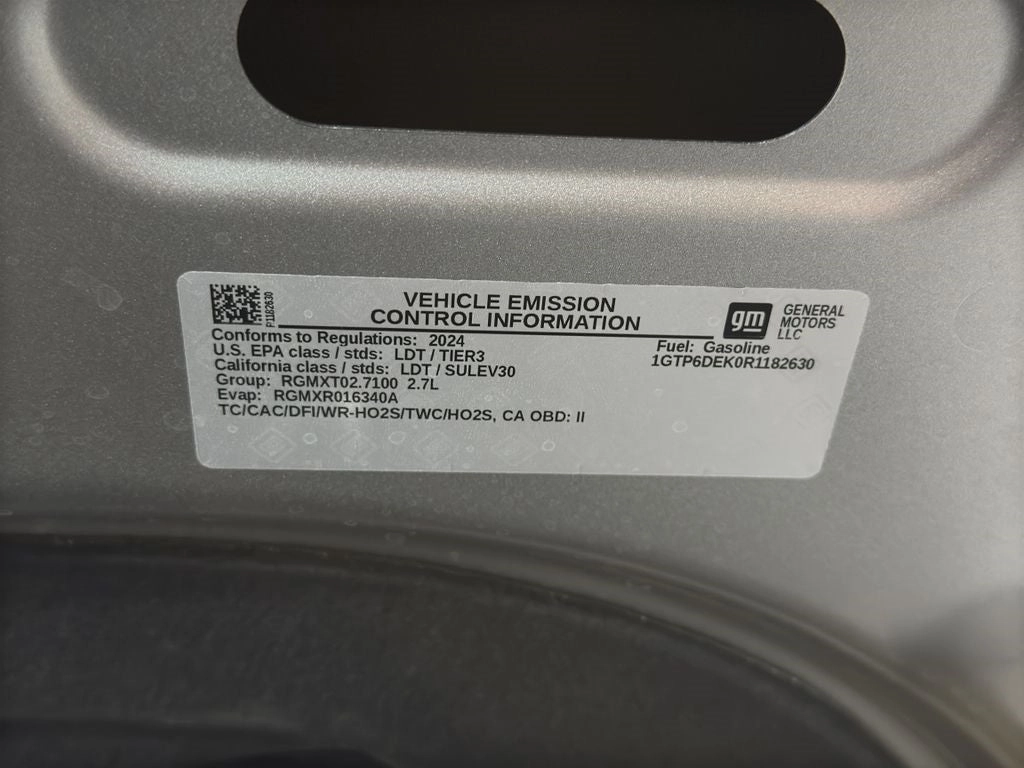 VEHICLE EMISSION
CONTROL INFORMATION
gm
GENERAL
MOTORS
LLC
R1182630
Conforms to Regulations: 2024
U.S. EPA class / stds: LDT / TIER3
California class / stds: LDT / SULEV30
Group: RGMXT02.7100 2.7L
Evap: RGMXR016340A
TC/CAC/DFI/WR-HO2S/TWC/HO2S, CA OBD: II
Fuel: Gasoline
1GTP6DEK0R1182630